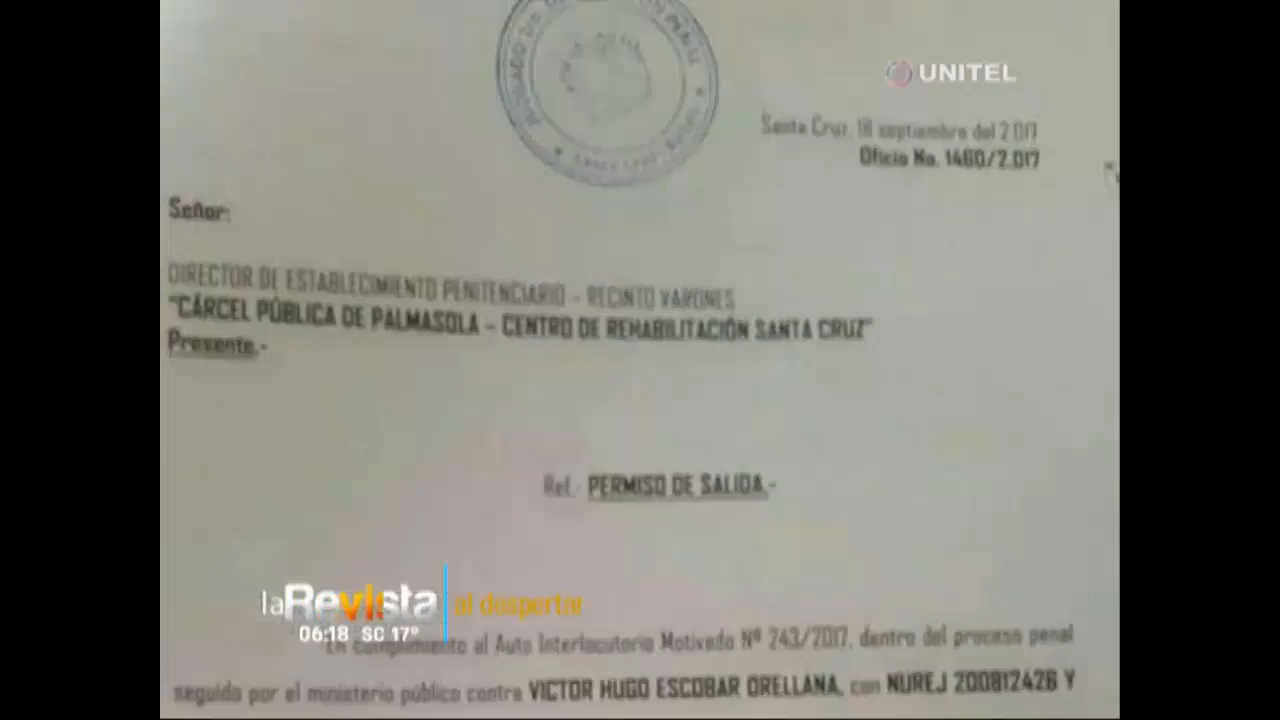 UNITEL
Santa Cruz, 18 septiembre del 2.017
Oficio No. 1460/2.017
Señor:
DIRECTOR DE ESTABLECIMIENTO PENITENCIARIO - RECINTO VARONES
"CÁRCEL PÚBLICA DE PALMASOLA - CENTRO DE REHABILITACIÓN SANTA CRUZ"
Presente.-
Ref.- PERMISO DE SALIDA.-
laRevista al despertar
06:18 SC 17°
En cumplimiento al Auto Interlocutorio Motivado Nº 243/2017, dentro del proceso penal
seguido por el ministerio público contra VICTOR HUGO ESCOBAR ORELLANA, con NUREJ 200812426 Y